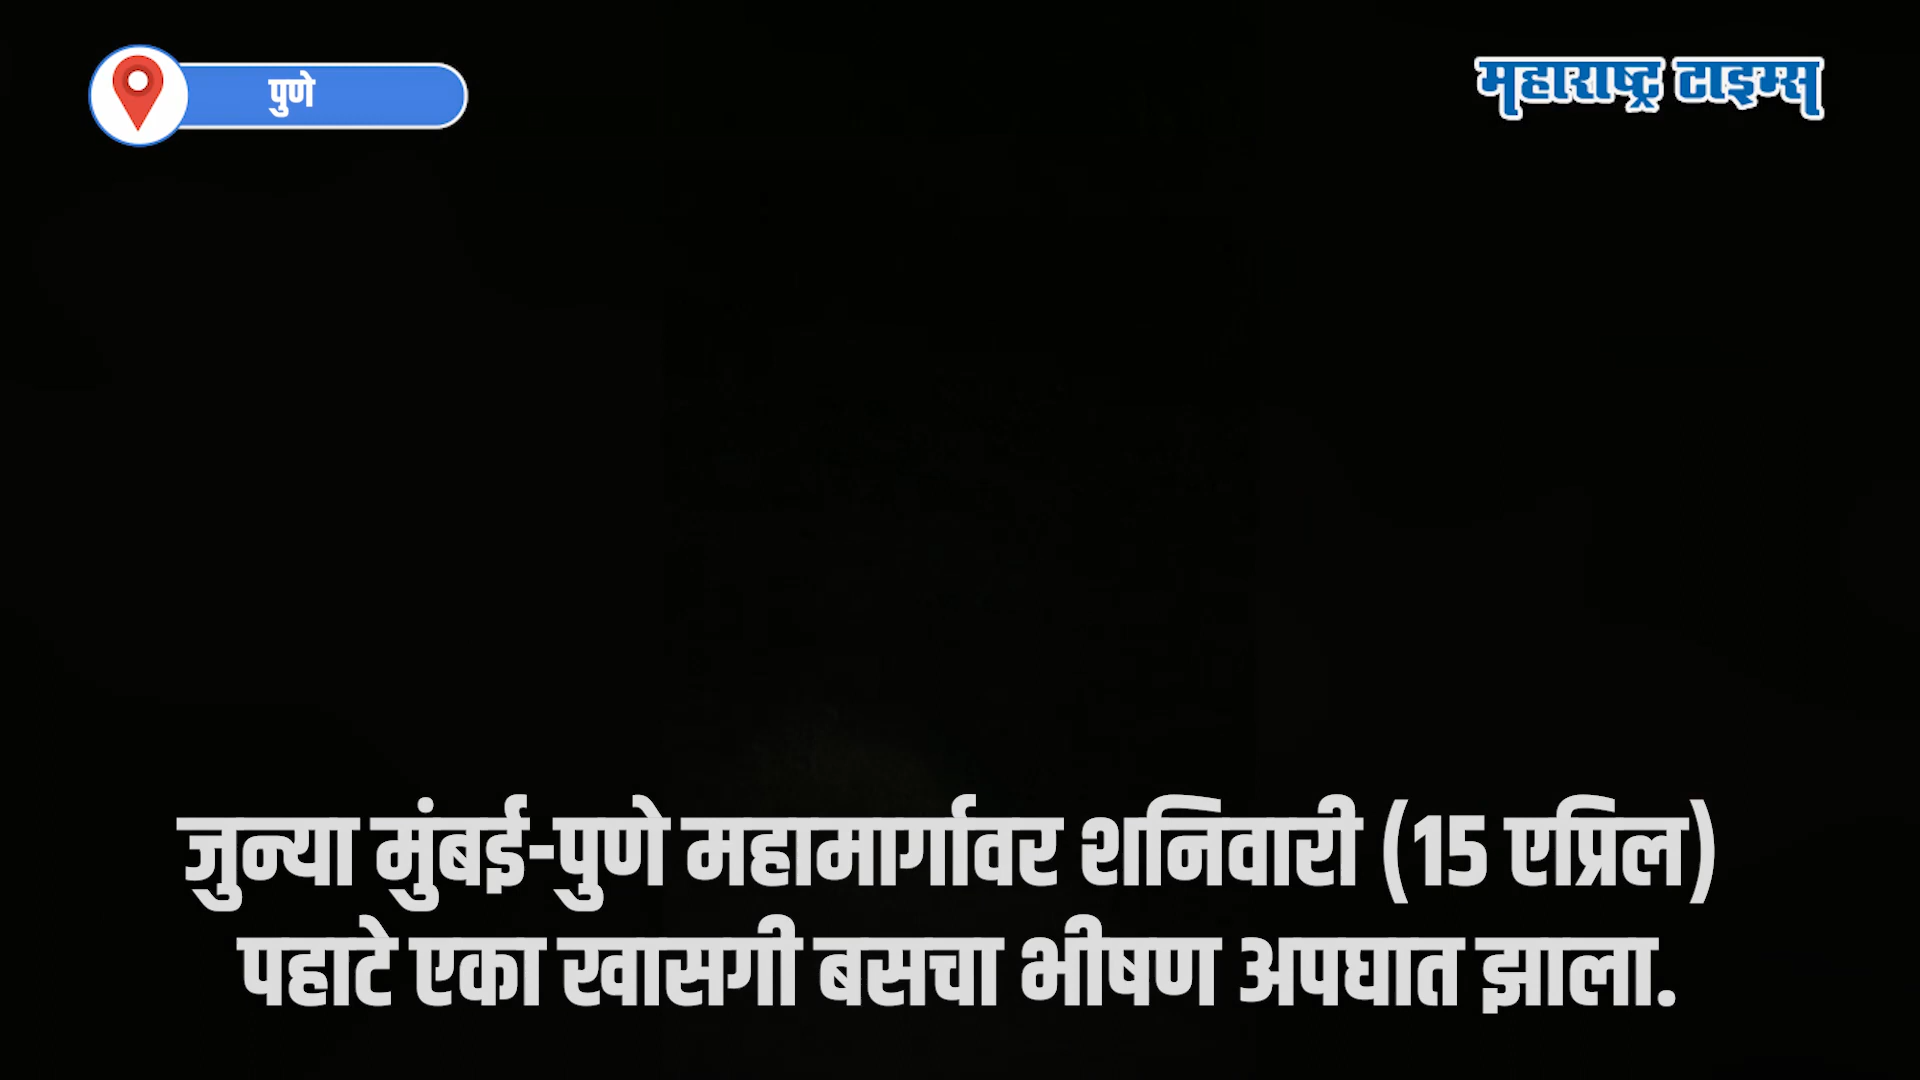 पुणे
महाराष्ट्र टाइम्स
जुन्या मुंबई-पुणे महामार्गावर शनिवारी (15 एप्रिल)
पहाटे एका खासगी बसचा भीषण अपघात झाला.